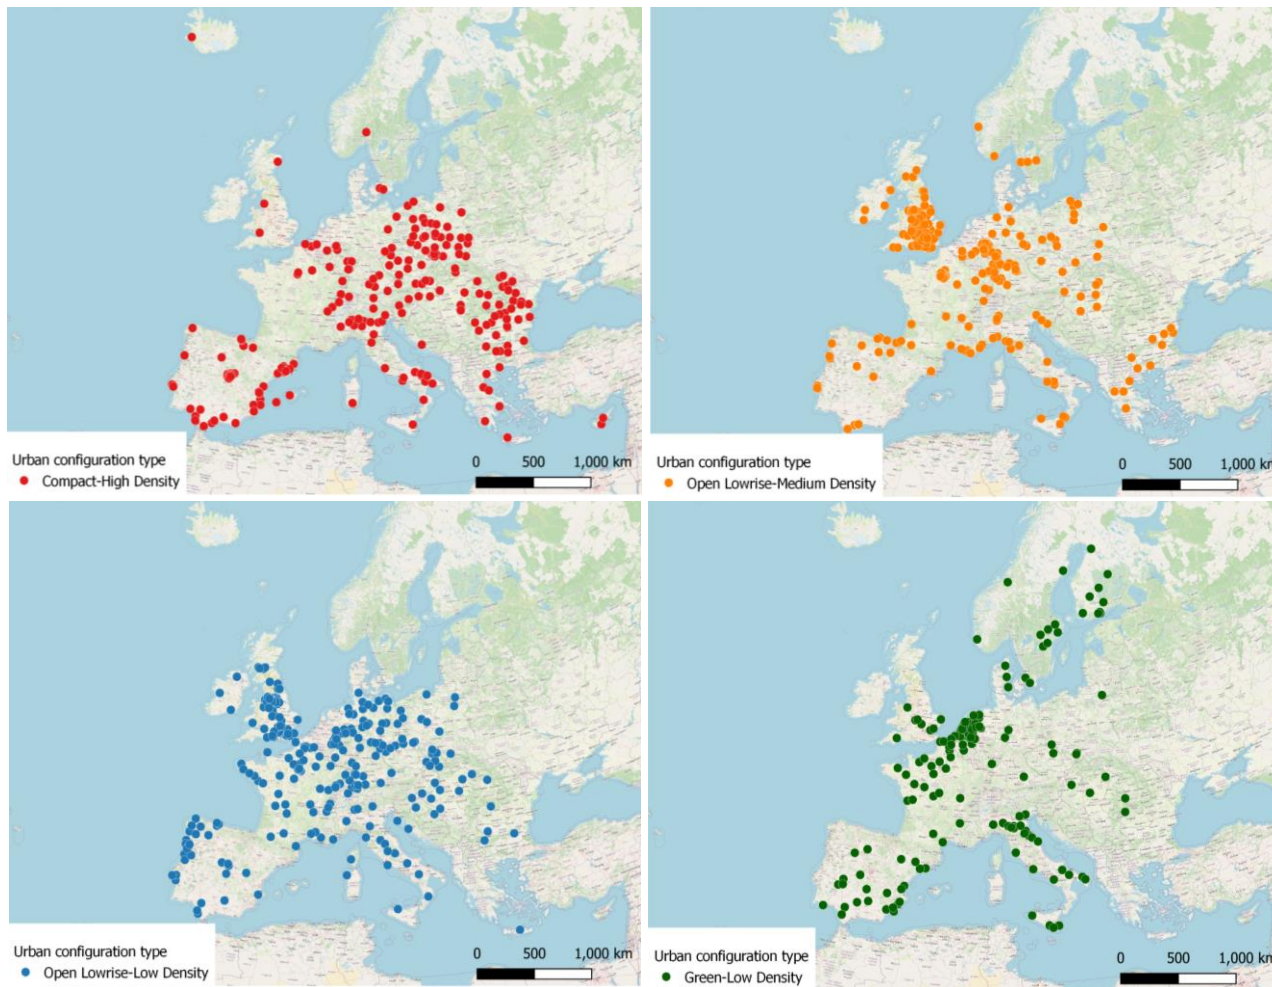 Urban configuration type
Compact-High Density
0 500 1,000 km
Urban configuration type
Open Lowrise-Medium Density
0 500 1,000 km
Urban configuration type
Open Lowrise-Low Density
0 500 1,000 km
Urban configuration type
Green-Low Density
0 500 1,000 km